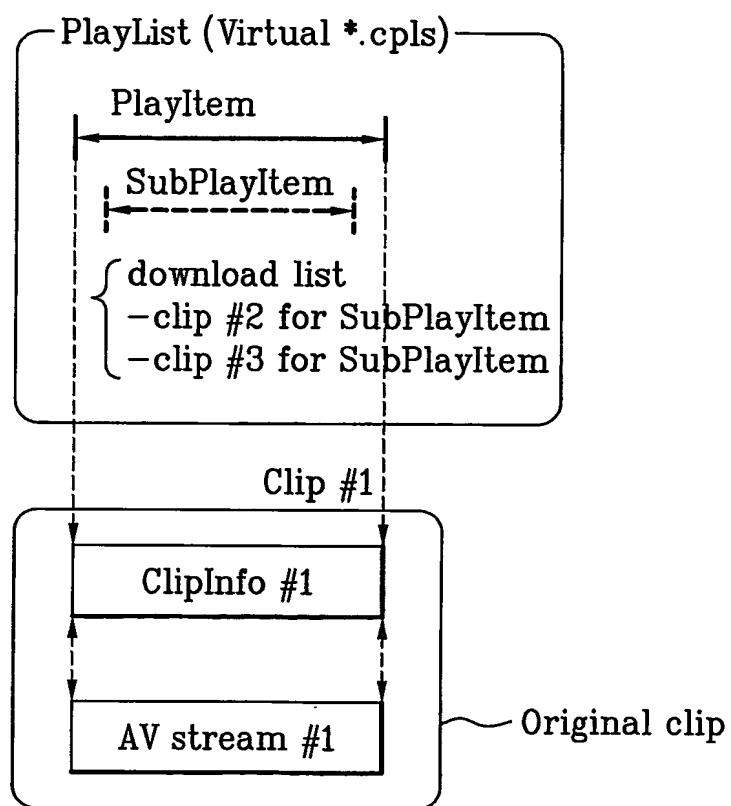 PlayList (Virtual *.cpls)
PlayItem
SubPlayItem
download list
-clip #2 for SubPlayItem
-clip #3 for SubPlayItem
Clip #1
ClipInfo #1
AV stream #1
Original clip